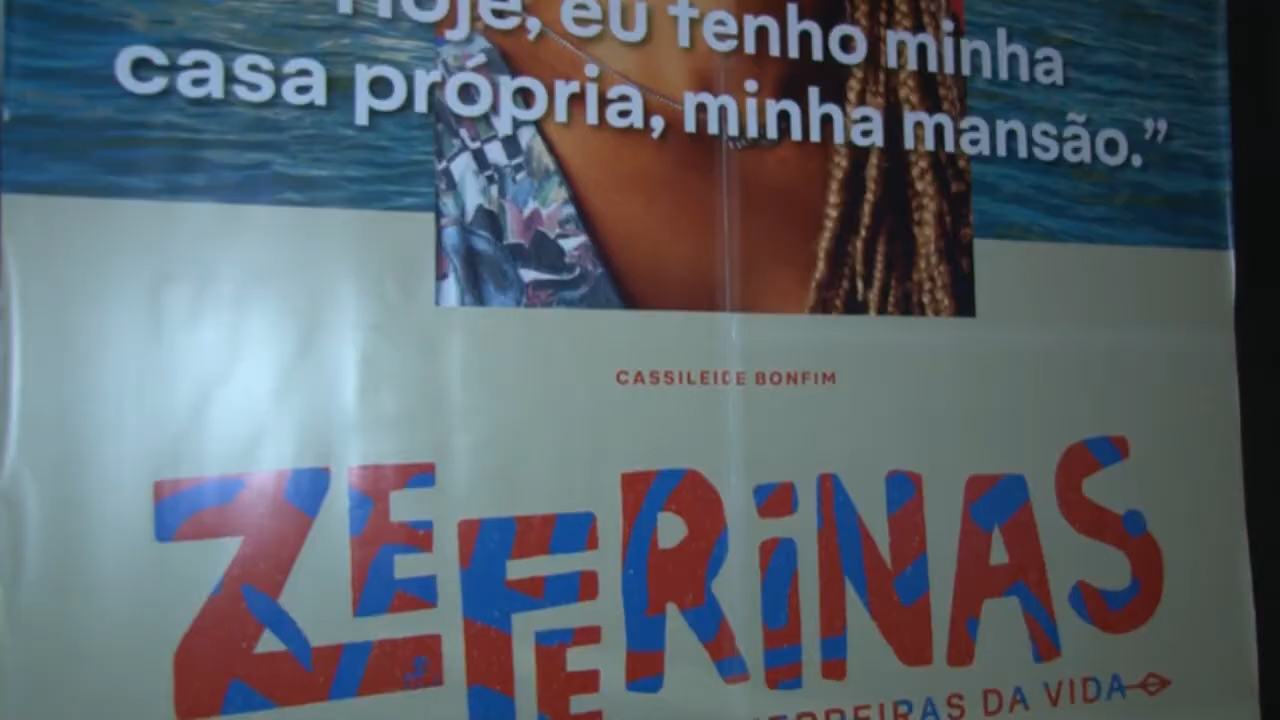 Hoje, eu tenho minha
casa própria, minha mansão.”
CASSILEIDE BONFIM
ZEFERINAS
DA VIDA